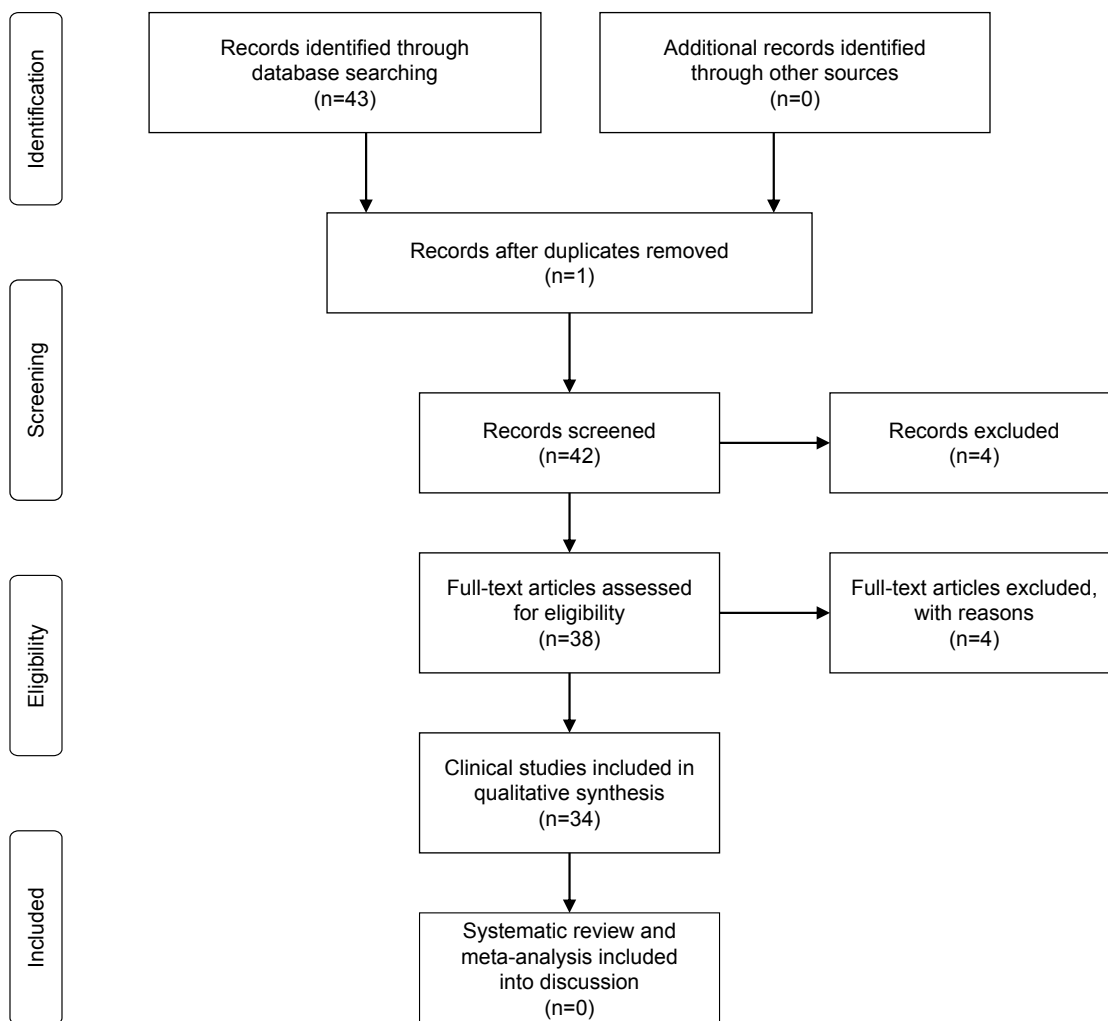 Identification
Records identified through
database searching
(n=43)
Additional records identified
through other sources
(n=0)
Records after duplicates removed
(n=1)
Screening
Records screened
(n=42)
Records excluded
(n=4)
Eligibility
Full-text articles assessed
for eligibility
(n=38)
Full-text articles excluded,
with reasons
(n=4)
Clinical studies included in
qualitative synthesis
(n=34)
Included
Systematic review and
meta-analysis included
into discussion
(n=0)